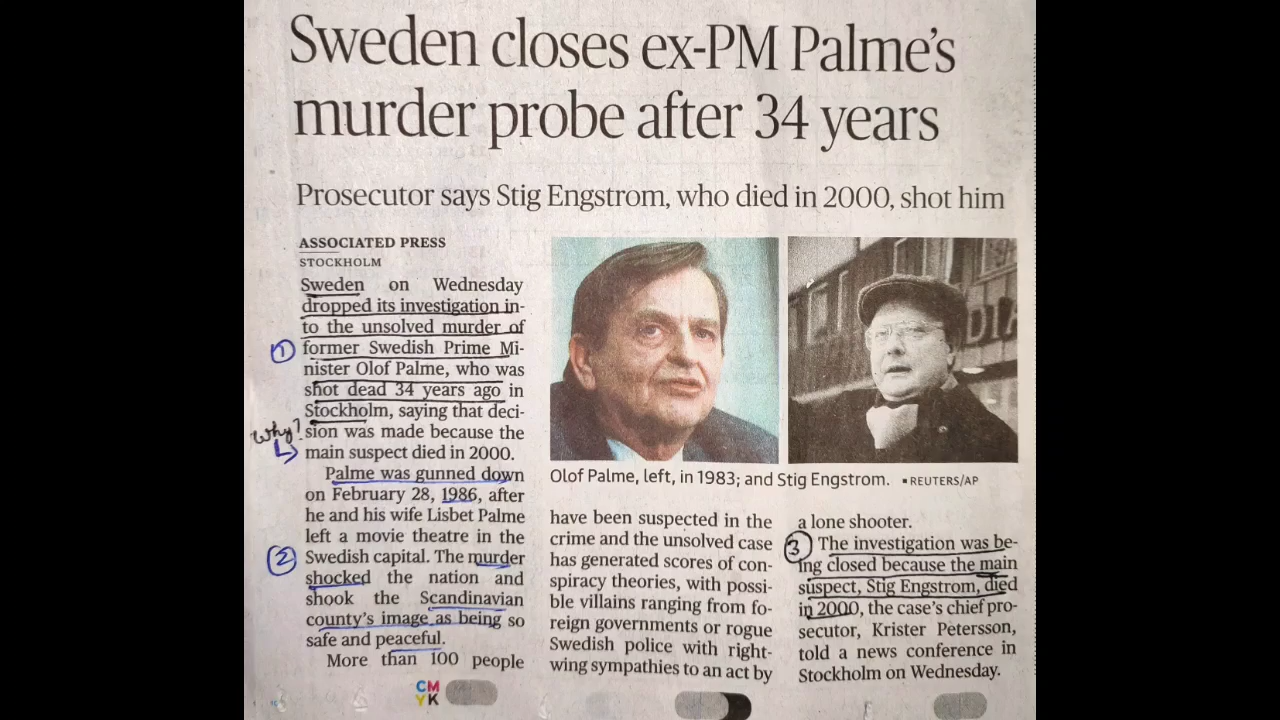 Sweden closes ex-PM Palme's
murder probe after 34 years
Prosecutor says Stig Engstrom, who died in 2000, shot him
ASSOCIATED PRESS
STOCKHOLM
Sweden on Wednesday
dropped its investigation in-
to the unsolved murder of
① former Swedish Prime Mi-
nister Olof Palme, who was
shot dead 34 years ago in
Stockholm, saying that deci-
Why? sion was made because the
main suspect died in 2000.
Palme was gunned down
on February 28, 1986, after
he and his wife Lisbet Palme
left a movie theatre in the
② Swedish capital. The murder
shocked the nation and
shook the Scandinavian
county's image as being so
safe and peaceful.
More than 100 people
Olof Palme, left, in 1983; and Stig Engstrom. ▪ REUTERS/AP
have been suspected in the
crime and the unsolved case
has generated scores of con-
spiracy theories, with possi-
ble villains ranging from fo-
reign governments or rogue
Swedish police with right-
wing sympathies to an act by
a lone shooter.
③ The investigation was be-
ing closed because the main
suspect, Stig Engstrom, died
in 2000, the case's chief pro-
secutor, Krister Petersson,
told a news conference in
Stockholm on Wednesday.
CM
YK
DIA